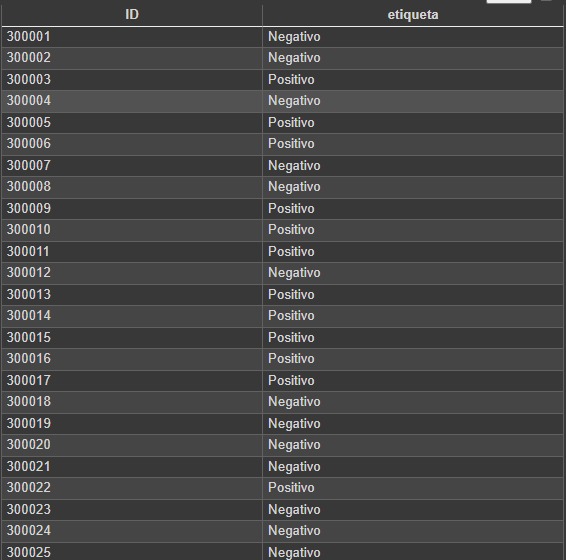 ID etiqueta
300001 Negativo
300002 Negativo
300003 Positivo
300004 Negativo
300005 Positivo
300006 Positivo
300007 Negativo
300008 Negativo
300009 Positivo
300010 Positivo
300011 Positivo
300012 Negativo
300013 Positivo
300014 Positivo
300015 Positivo
300016 Positivo
300017 Positivo
300018 Negativo
300019 Negativo
300020 Negativo
300021 Negativo
300022 Positivo
300023 Negativo
300024 Negativo
300025 Negativo